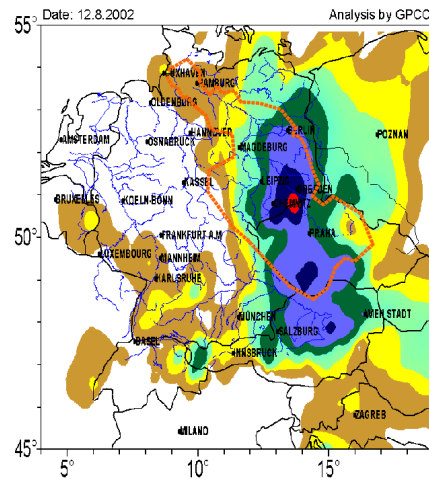 Date: 12.8.2002 Analysis by GPCC
55°
CUXHAVEN
HAMBURG
OLDENBURG
AMSTERDAM
OSNABRUCK
HANNOVER
BERLIN
POZNAN
MAGDEBURG
KASSEL
LEIPZIG
DRESDEN
BRUXELLES
KOELN-BONN
50°
FRANKFURT A.M
PRAHA
LUXEMBOURG
MANNHEIM
KARLSRUHE
MÜNCHEN
WIEN STADT
SALZBURG
BASEL
INNSBRUCK
ZAGREB
MILANO
45°
5° 10° 15°